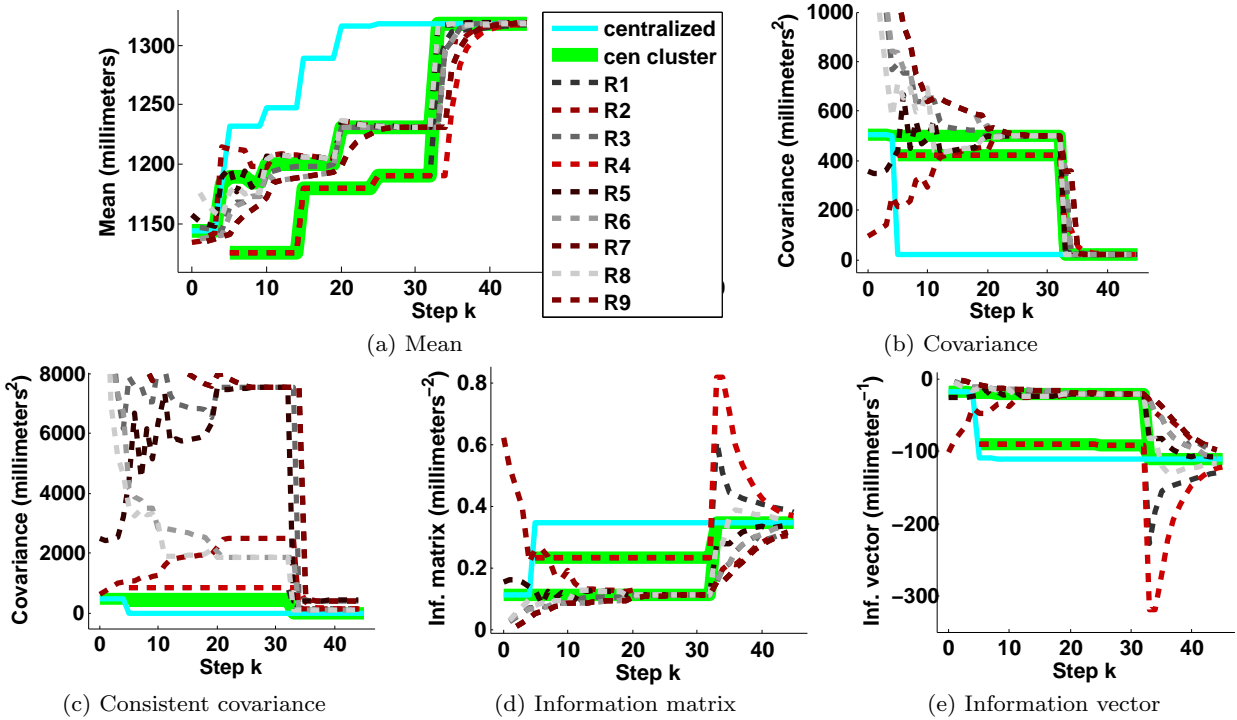 1300
1250
1200
1150
0
10
20
30
40
Mean (millimeters)
Step k
(a) Mean
centralized
cen cluster
R1
R2
R3
R4
R5
R6
R7
R8
R9
1000
800
600
400
200
0
0
10
20
30
40
Covariance (millimeters²)
Step k
(b) Covariance
8000
6000
4000
2000
0
0
10
20
30
40
Covariance (millimeters²)
Step k
(c) Consistent covariance
0.8
0.6
0.4
0.2
0
0
10
20
30
40
Inf. matrix (millimeters⁻²)
Step k
(d) Information matrix
0
−100
−200
−300
0
10
20
30
40
Inf. vector (millimeters⁻¹)
Step k
(e) Information vector